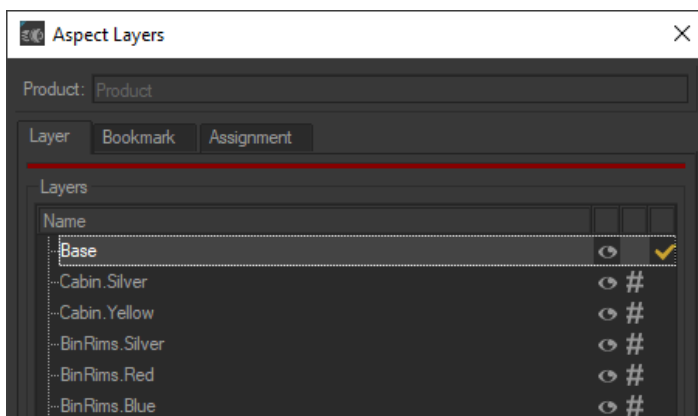 Aspect Layers
Product: Product
Layer Bookmark Assignment
Layers
Name
Base
Cabin.Silver #
Cabin.Yellow #
BinRims.Silver #
BinRims.Red #
BinRims.Blue #